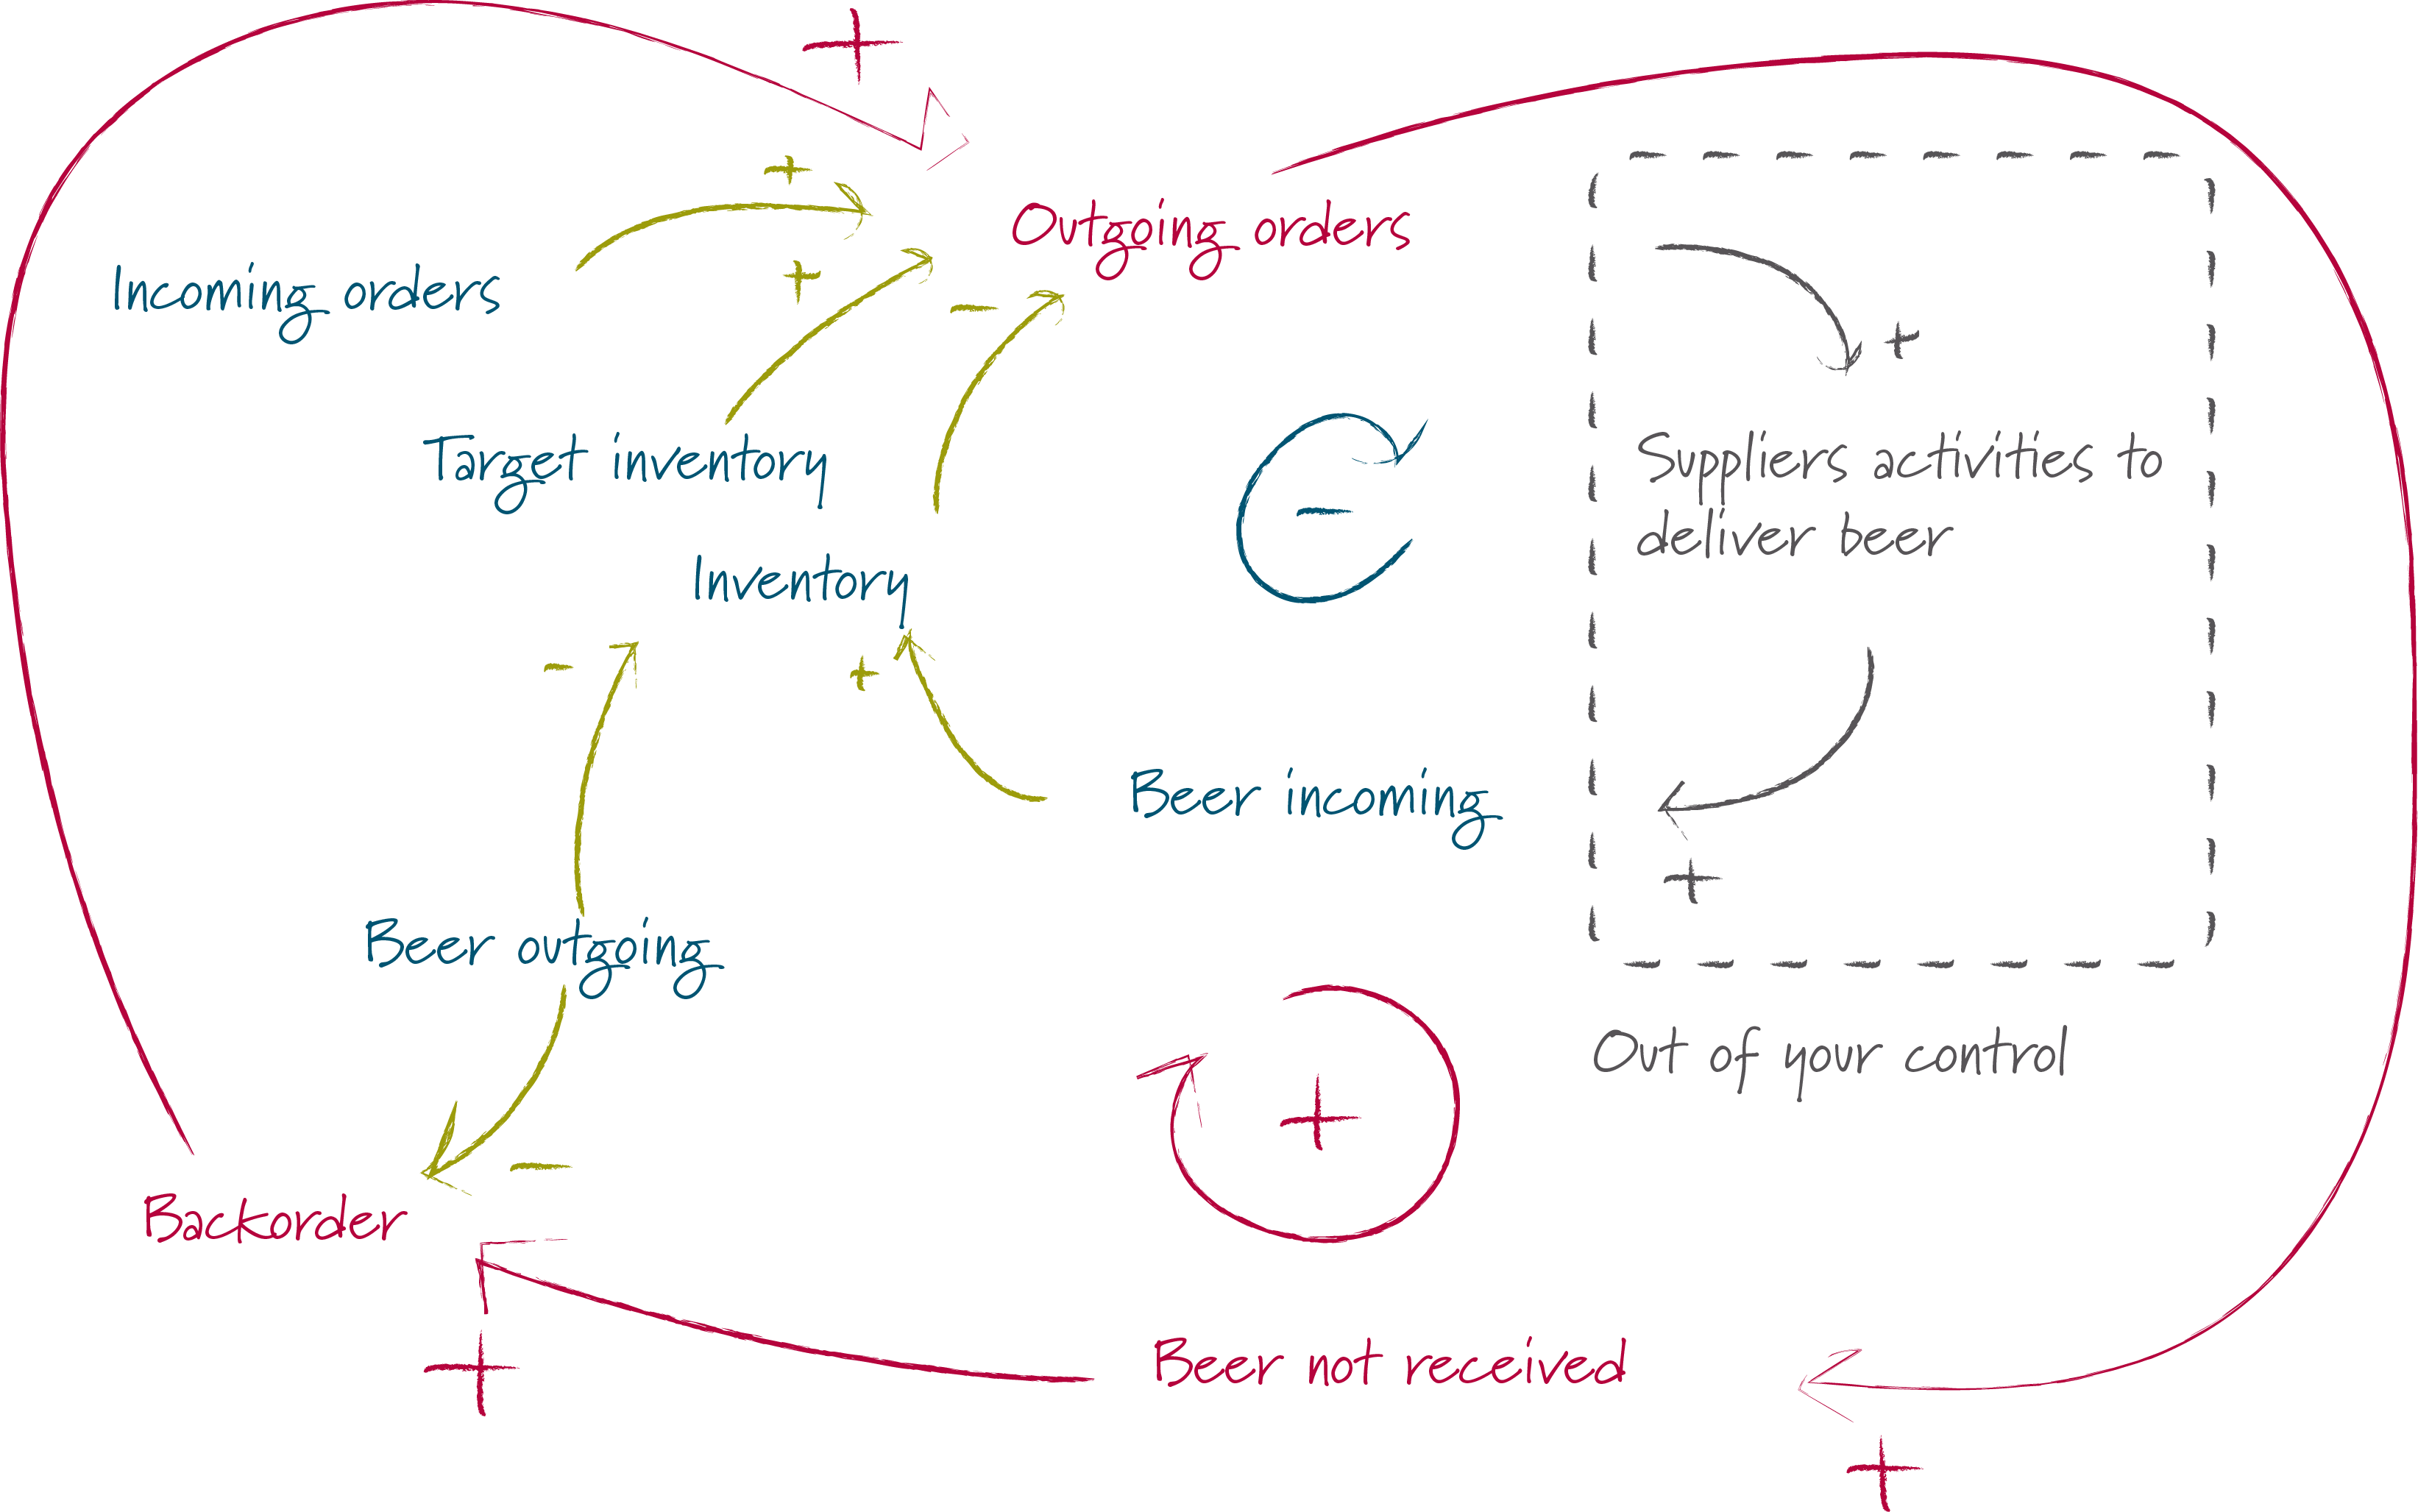 +
+
Outgoing orders
Incoming orders
+
-
+
Target inventory
Suppliers activities to
deliver beer
-
Inventory
-
+
Beer incoming
+
Beer outgoing
Out of your control
+
-
Backorder
+
Beer not received
+